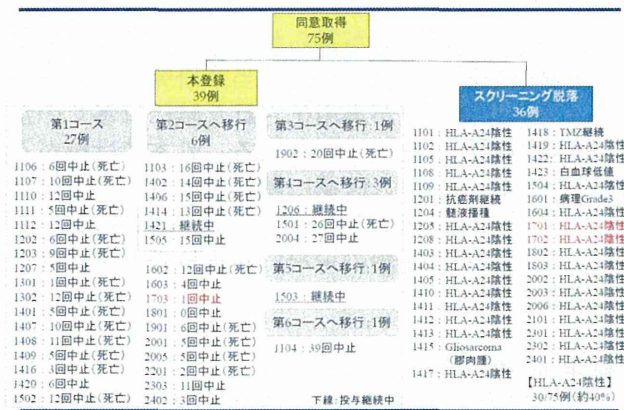 同意取得
75例
本登録
39例
スクリーニング脱落
36例
第1コース
27例
1106：6回中止(死亡)
1107：10回中止(死亡)
1110：12回中止
1111：5回中止(死亡)
1112：12回中止
1202：6回中止(死亡)
1203：9回中止(死亡)
1207：5回中止
1301：1回中止(死亡)
1302：12回中止(死亡)
1401：5回中止(死亡)
1407：10回中止(死亡)
1408：11回中止(死亡)
1409：5回中止(死亡)
1416：3回中止(死亡)
1420：6回中止
1502：12回中止(死亡)
第2コースへ移行
6例
1103：16回中止(死亡)
1402：14回中止(死亡)
1406：15回中止(死亡)
1414：13回中止(死亡)
1421：継続中
1505：15回中止
1602：12回中止(死亡)
1603：4回中止
1703：1回中止
1801：0回中止
1901：6回中止(死亡)
2001：5回中止(死亡)
2005：5回中止(死亡)
2201：2回中止(死亡)
2303：11回中止
2402：3回中止
第3コースへ移行：1例
1902：20回中止(死亡)
第4コースへ移行：3例
1206：継続中
1501：26回中止(死亡)
2004：27回中止
第5コースへ移行：1例
1503：継続中
第6コースへ移行：1例
1104：39回中止
下線：投与継続中
1101：HLA-A24陰性
1102：HLA-A24陰性
1105：HLA-A24陰性
1108：HLA-A24陰性
1109：HLA-A24陰性
1201：抗癌剤継続
1204：髄液播種
1205：HLA-A24陰性
1208：HLA-A24陰性
1403：HLA-A24陰性
1404：HLA-A24陰性
1405：HLA-A24陰性
1410：HLA-A24陰性
1411：HLA-A24陰性
1412：HLA-A24陰性
1413：HLA-A24陰性
1415：Gliosarcoma
(膠肉腫)
1417：HLA-A24陰性
1418：TMZ継続
1419：HLA-A24陰性
1422：HLA-A24陰性
1423：白血球低値
1504：HLA-A24陰性
1601：病理Grade3
1604：HLA-A24陰性
1701：HLA-A24陰性
1702：HLA-A24陰性
1802：HLA-A24陰性
1803：HLA-A24陰性
2002：HLA-A24陰性
2003：HLA-A24陰性
2006：HLA-A24陰性
2101：HLA-A24陰性
2301：HLA-A24陰性
2302：HLA-A24陰性
2401：HLA-A24陰性
【HLA-A24陰性】
30/75例(約40%)